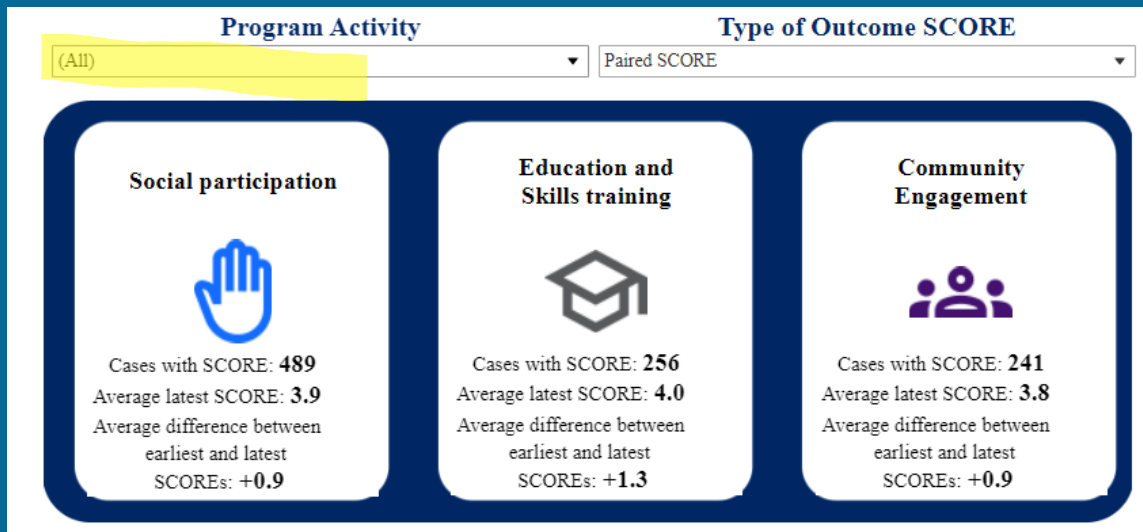 Program Activity
Type of Outcome SCORE
(All)
Paired SCORE
Social participation
Cases with SCORE: 489
Average latest SCORE: 3.9
Average difference between
earliest and latest
SCOREs: +0.9
Education and
Skills training
Cases with SCORE: 256
Average latest SCORE: 4.0
Average difference between
earliest and latest
SCOREs: +1.3
Community
Engagement
Cases with SCORE: 241
Average latest SCORE: 3.8
Average difference between
earliest and latest
SCOREs: +0.9